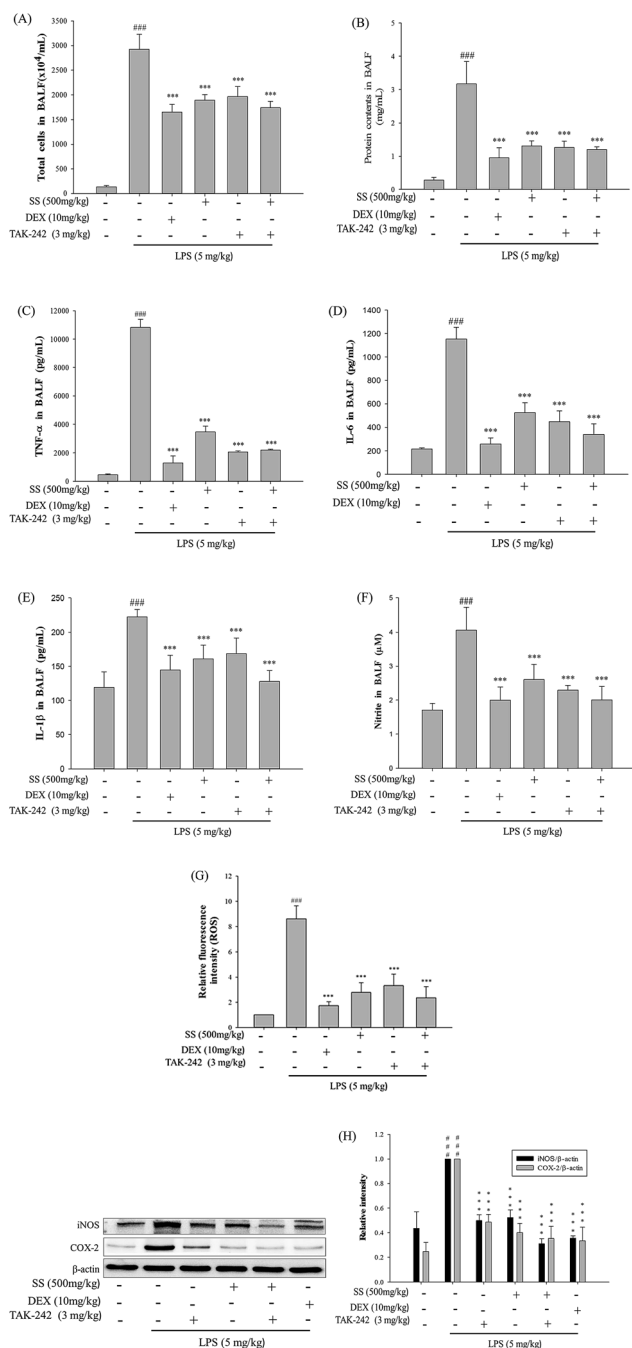 (A)
Total cells in BALF(x10⁴/mL)
3500
3000
2500
2000
1500
1000
500
0
###
*** *** *** ***
SS (500mg/kg) - - - + - +
DEX (10mg/kg) - - + - - -
TAK-242 (3 mg/kg) - - - - + +
LPS (5 mg/kg)
(B)
Protein contents in BALF
(mg/mL)
5
4
3
2
1
0
###
*** *** *** ***
SS (500mg/kg) - - - + - +
DEX (10mg/kg) - - + - - -
TAK-242 (3 mg/kg) - - - - + +
LPS (5 mg/kg)
(C)
TNF-α in BALF (pg/mL)
12000
10000
8000
6000
4000
2000
0
###
*** *** *** ***
SS (500mg/kg) - - - + - +
DEX (10mg/kg) - - + - - -
TAK-242 (3 mg/kg) - - - - + +
LPS (5 mg/kg)
(D)
IL-6 in BALF (pg/mL)
1400
1200
1000
800
600
400
200
0
###
*** *** *** ***
SS (500mg/kg) - - - + - +
DEX (10mg/kg) - - + - - -
TAK-242 (3 mg/kg) - - - - + +
LPS (5 mg/kg)
(E)
IL-1β in BALF (pg/mL)
250
200
150
100
50
0
###
*** *** *** ***
SS (500mg/kg) - - - + - +
DEX (10mg/kg) - - + - - -
TAK-242 (3 mg/kg) - - - - + +
LPS (5 mg/kg)
(F)
Nitrite in BALF (μM)
5
4
3
2
1
0
###
*** *** *** ***
SS (500mg/kg) - - - + - +
DEX (10mg/kg) - - + - - -
TAK-242 (3 mg/kg) - - - - + +
LPS (5 mg/kg)
(G)
Relative fluorescence
intensity (ROS)
10
8
6
4
2
0
###
*** *** *** ***
SS (500mg/kg) - - - + - +
DEX (10mg/kg) - - + - - -
TAK-242 (3 mg/kg) - - - - + +
LPS (5 mg/kg)
iNOS
COX-2
β-actin
SS (500mg/kg) - - - + + -
DEX (10mg/kg) - - - - - +
TAK-242 (3 mg/kg) - - + - + -
LPS (5 mg/kg)
(H)
Relative intensity
1.2
1.0
0.8
0.6
0.4
0.2
0.0
iNOS/β-actin
COX-2/β-actin
### ###
*** *** *** *** *** *** *** ***
SS (500mg/kg) - - - + + -
DEX (10mg/kg) - - - - - +
TAK-242 (3 mg/kg) - - + - + -
LPS (5 mg/kg)